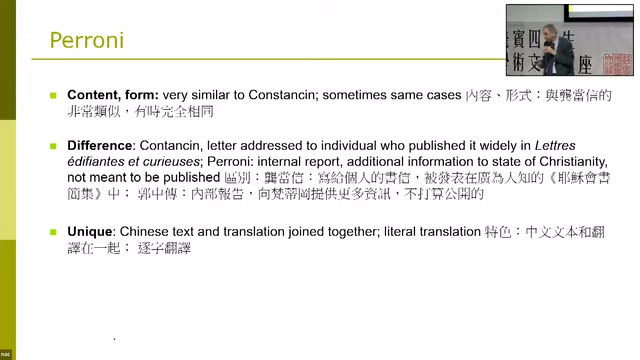 Perroni
Content, form: very similar to Constancin; sometimes same cases 內容、形式：與龔當信的
非常類似，有時完全相同
Difference: Contancin, letter addressed to individual who published it widely in Lettres
édifiantes et curieuses; Perroni: internal report, additional information to state of Christianity,
not meant to be published 區別：龔當信：寫給個人的書信，被發表在廣為人知的《耶穌會書
簡集》中； 郭中傳：內部報告，向梵蒂岡提供更多資訊，不打算公開的
Unique: Chinese text and translation joined together; literal translation 特色：中文文本和翻
譯在一起； 逐字翻譯
賓四
生
術文
座
nac